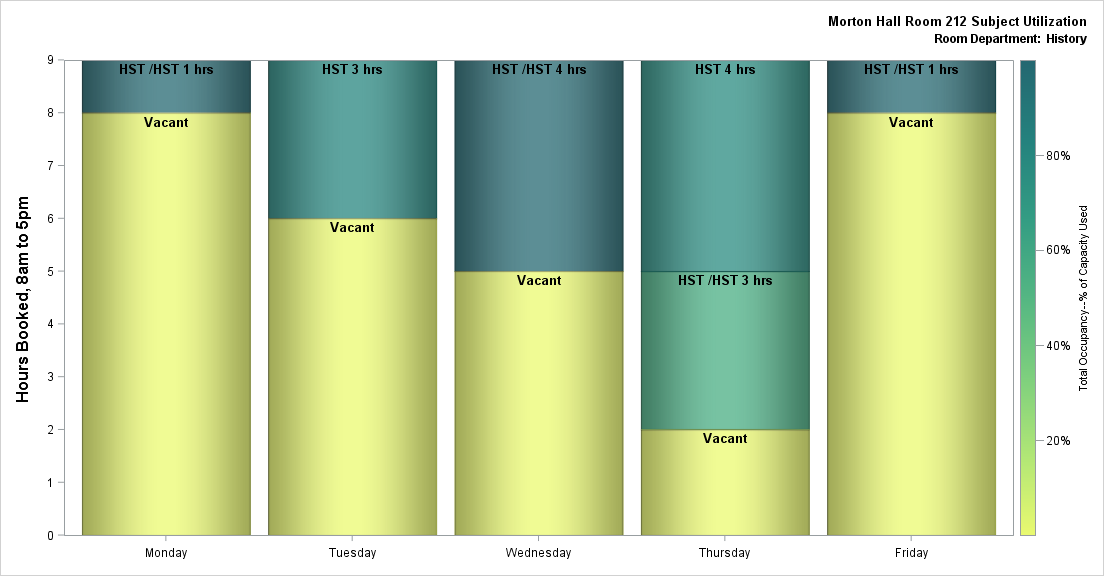 Morton Hall Room 212 Subject Utilization
Room Department: History
Hours Booked, 8am to 5pm
9
8
7
6
5
4
3
2
1
0
HST /HST 1 hrs
Vacant
HST 3 hrs
Vacant
HST /HST 4 hrs
Vacant
HST 4 hrs
HST /HST 3 hrs
Vacant
HST /HST 1 hrs
Vacant
Monday
Tuesday
Wednesday
Thursday
Friday
80%
60%
40%
20%
Total Occupancy--% of Capacity Used